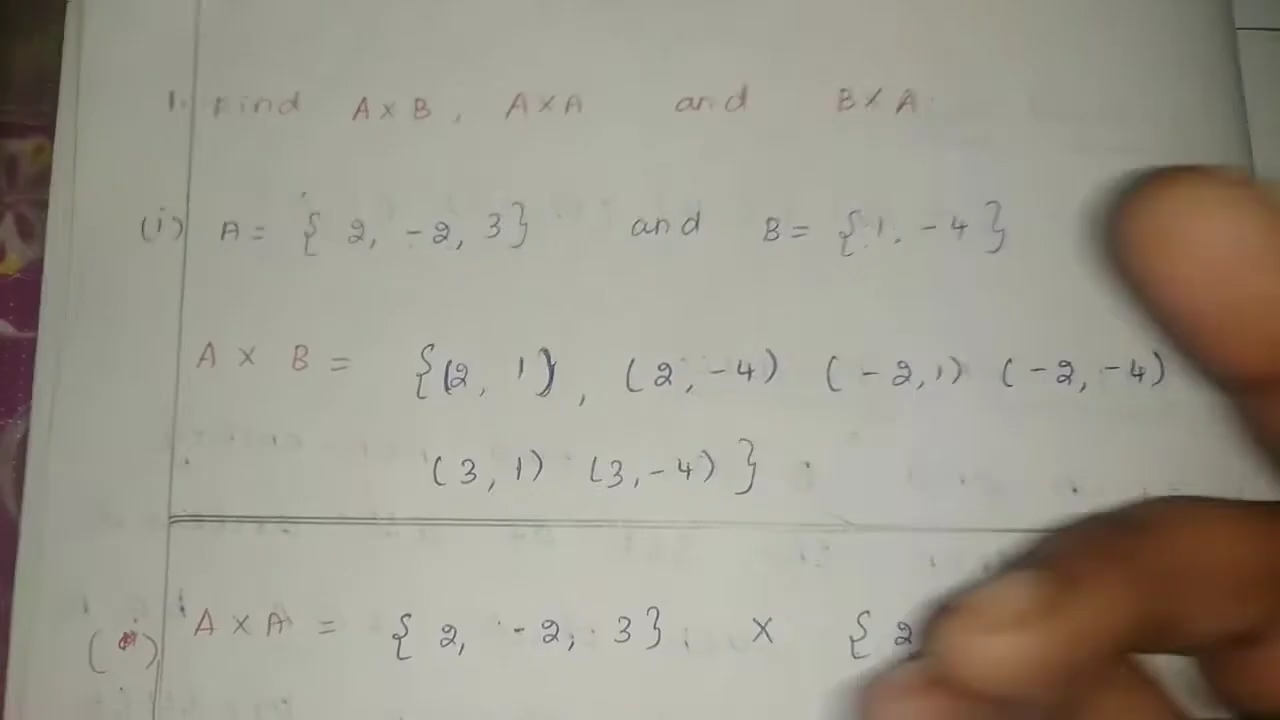 1. Find A×B, A×A and B×A.
(i) A = { 2, -2, 3} and B = {1, -4}
A × B = {(2, 1), (2, -4) (-2,1) (-2, -4)
(3,1) (3,-4) }
A×A = { 2, -2, 3} × { 2